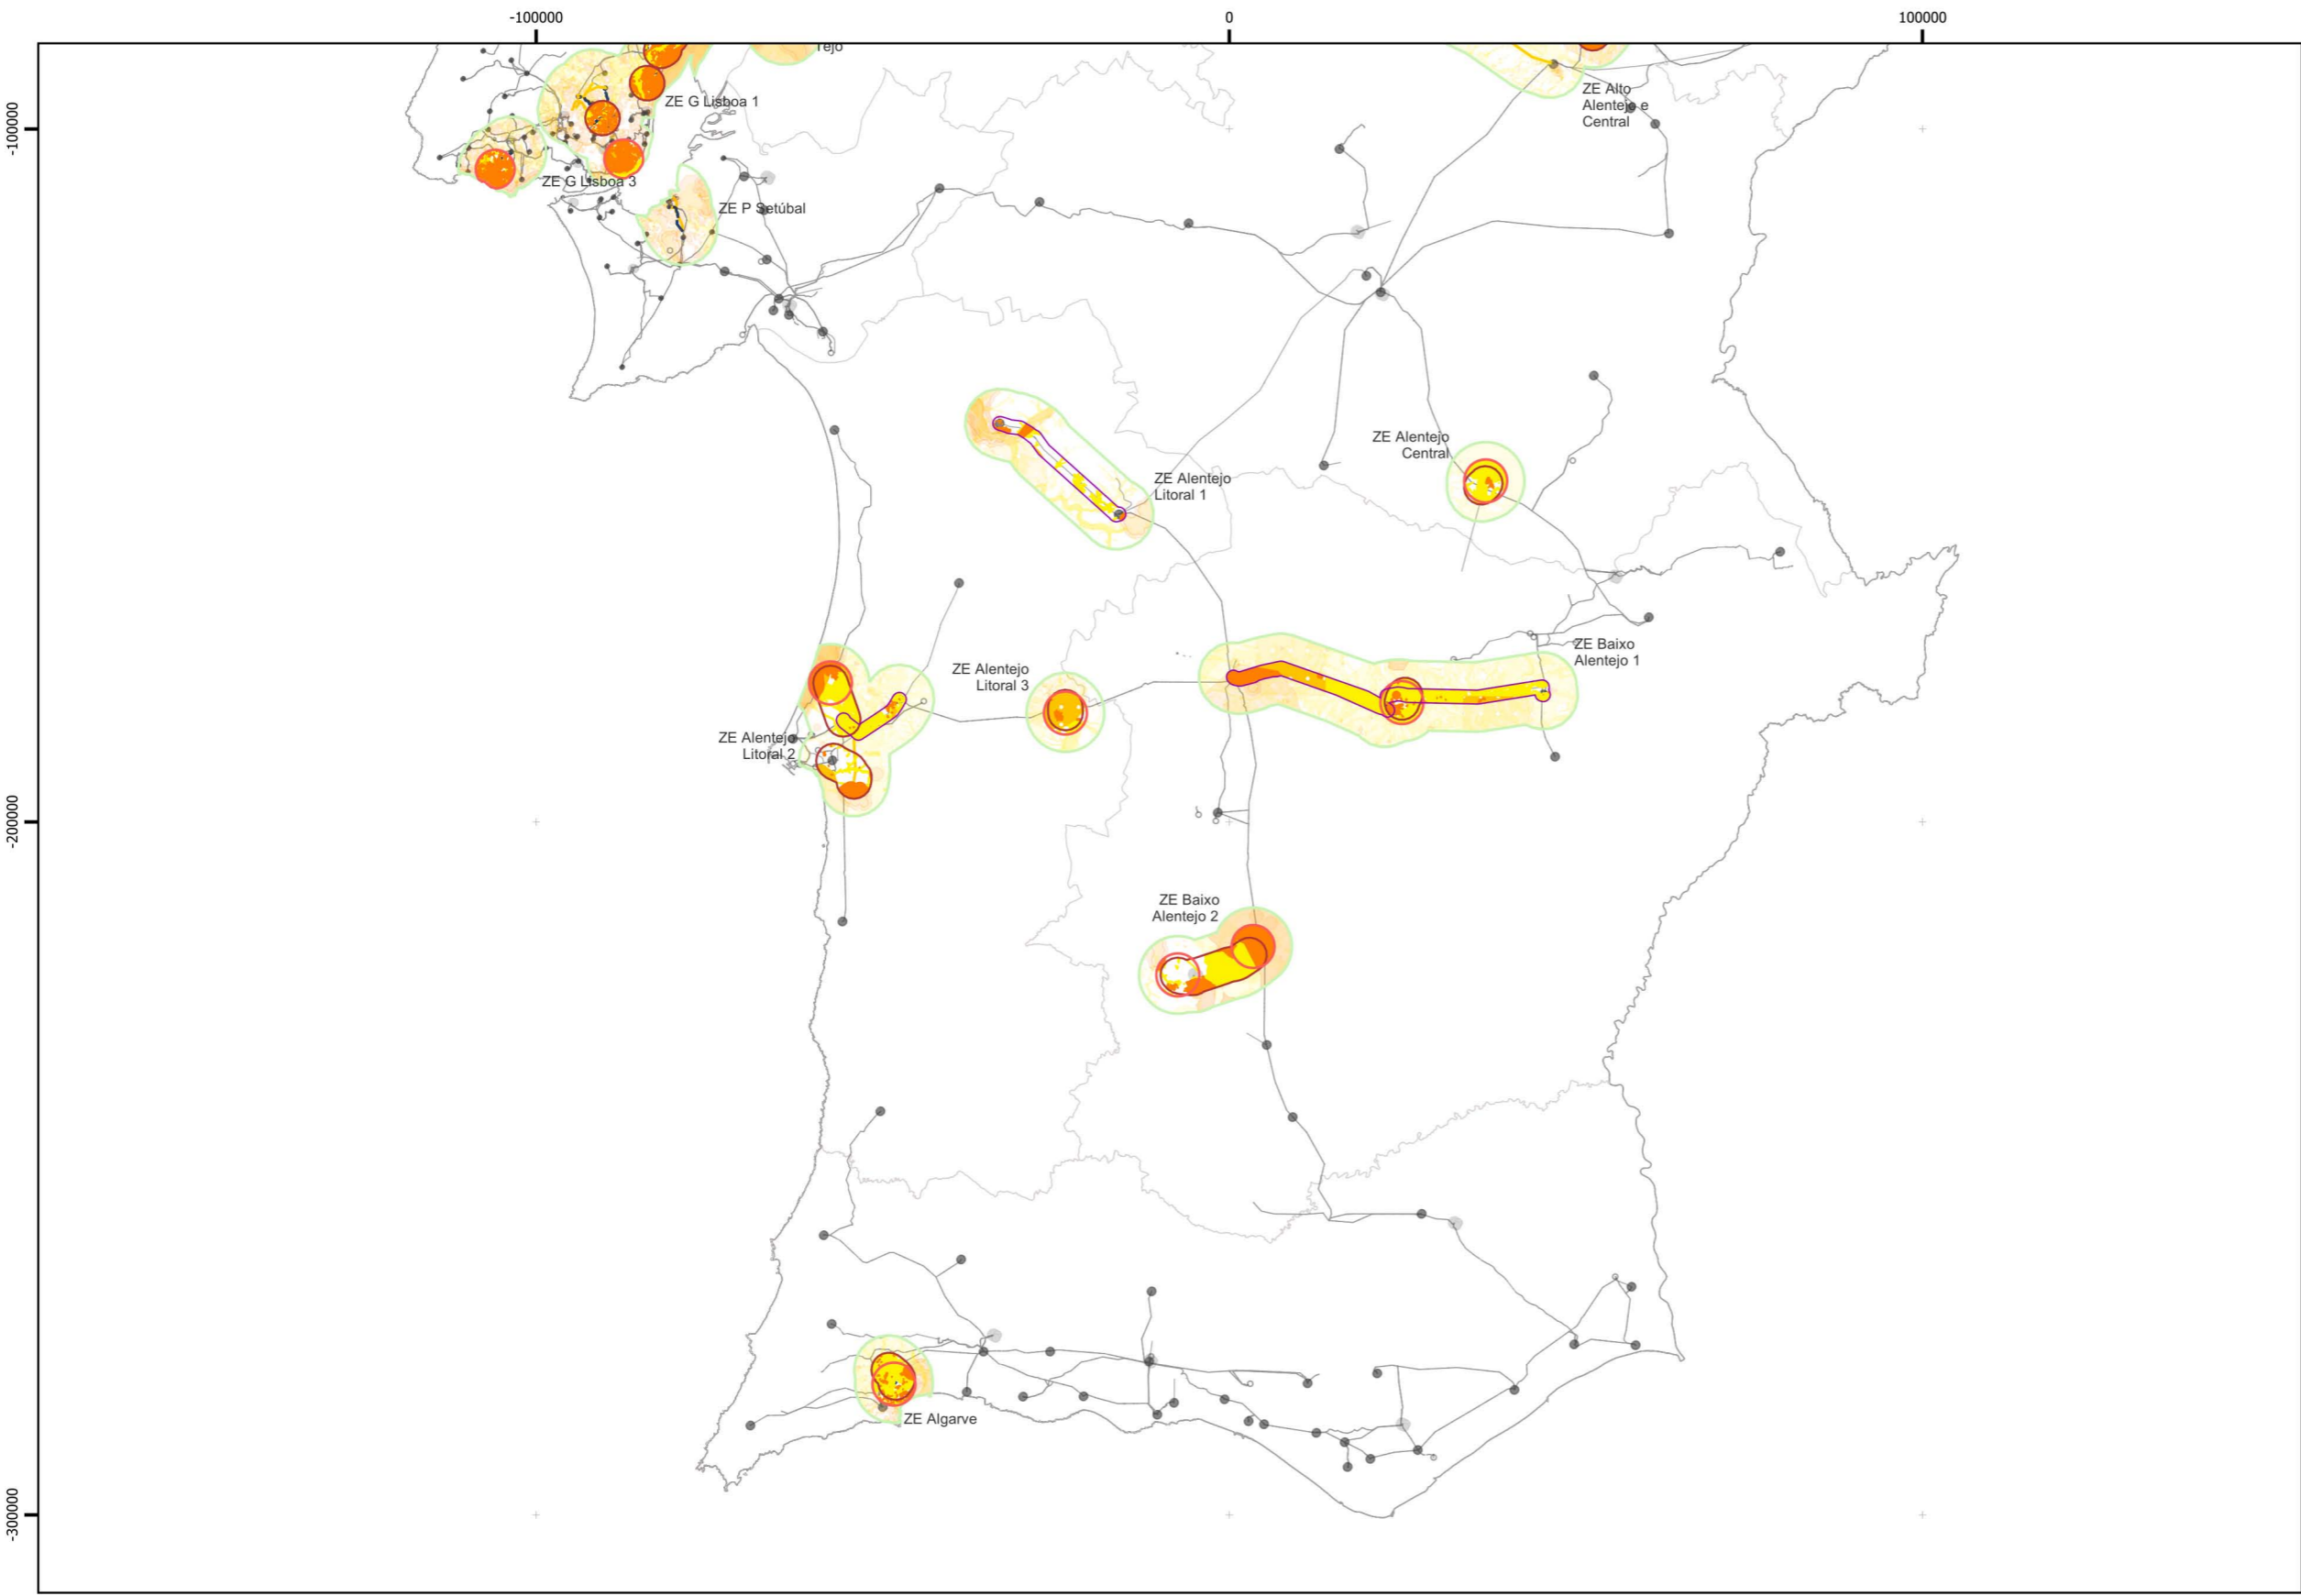 -100000
0
100000
-100000
-200000
-300000
ejo
ZE G Lisboa 1
ZE Alto
Alentejo e
Central
ZE G Lisboa 3
ZE P Setúbal
ZE Alentejo
Central
ZE Alentejo
Litoral 1
ZE Baixo
Alentejo 1
ZE Alentejo
Litoral 3
ZE Alentejo
Litoral 2
ZE Baixo
Alentejo 2
ZE Algarve